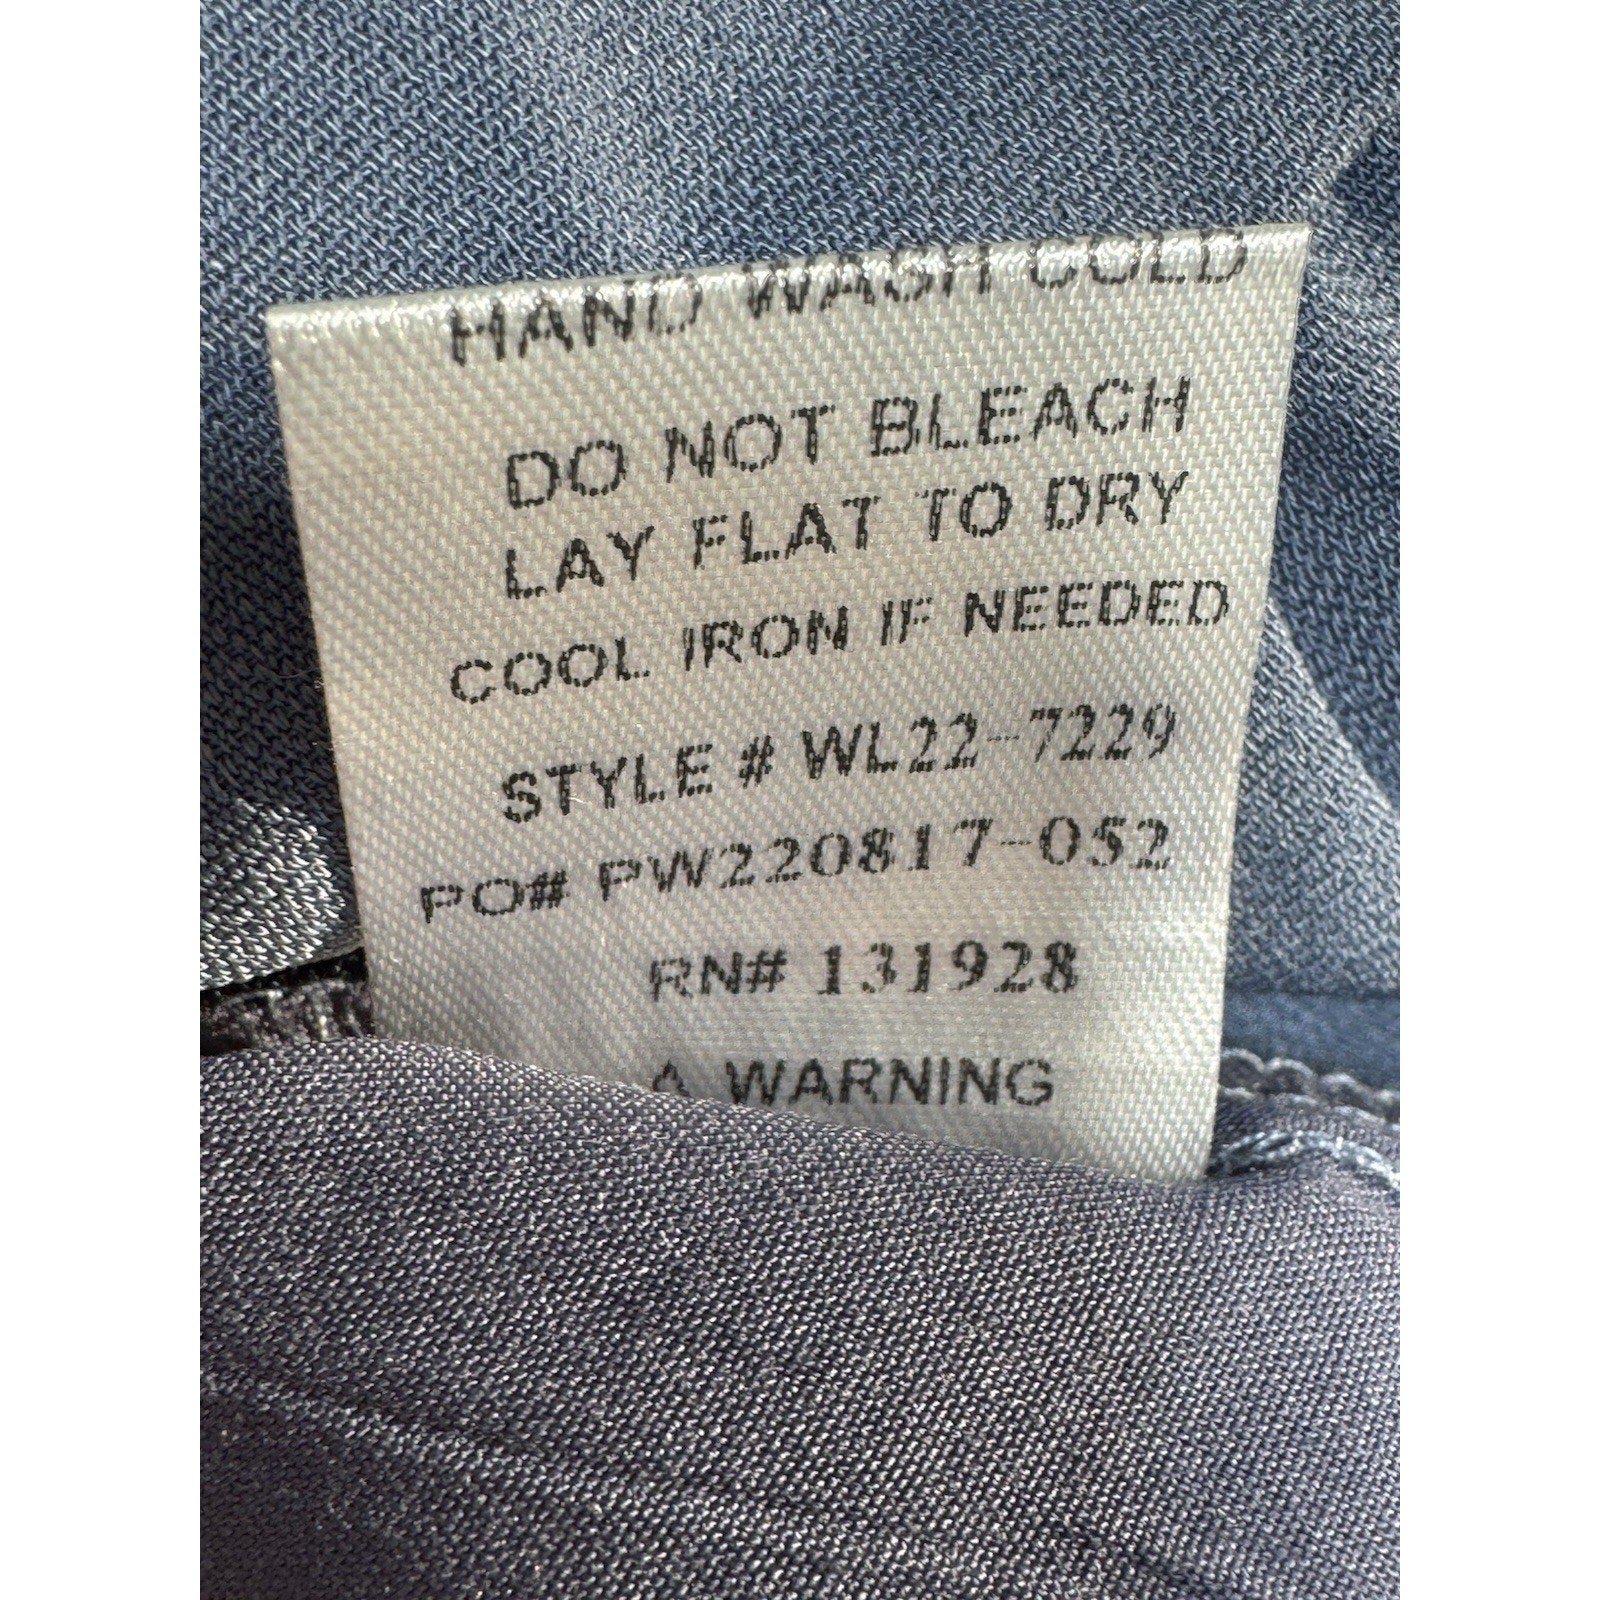 HAND WASH COLD
DO NOT BLEACH
LAY FLAT TO DRY
COOL IRON IF NEEDED
STYLE # WL22-7229
PO# PW220817-052
RN# 131928
⚠ WARNING